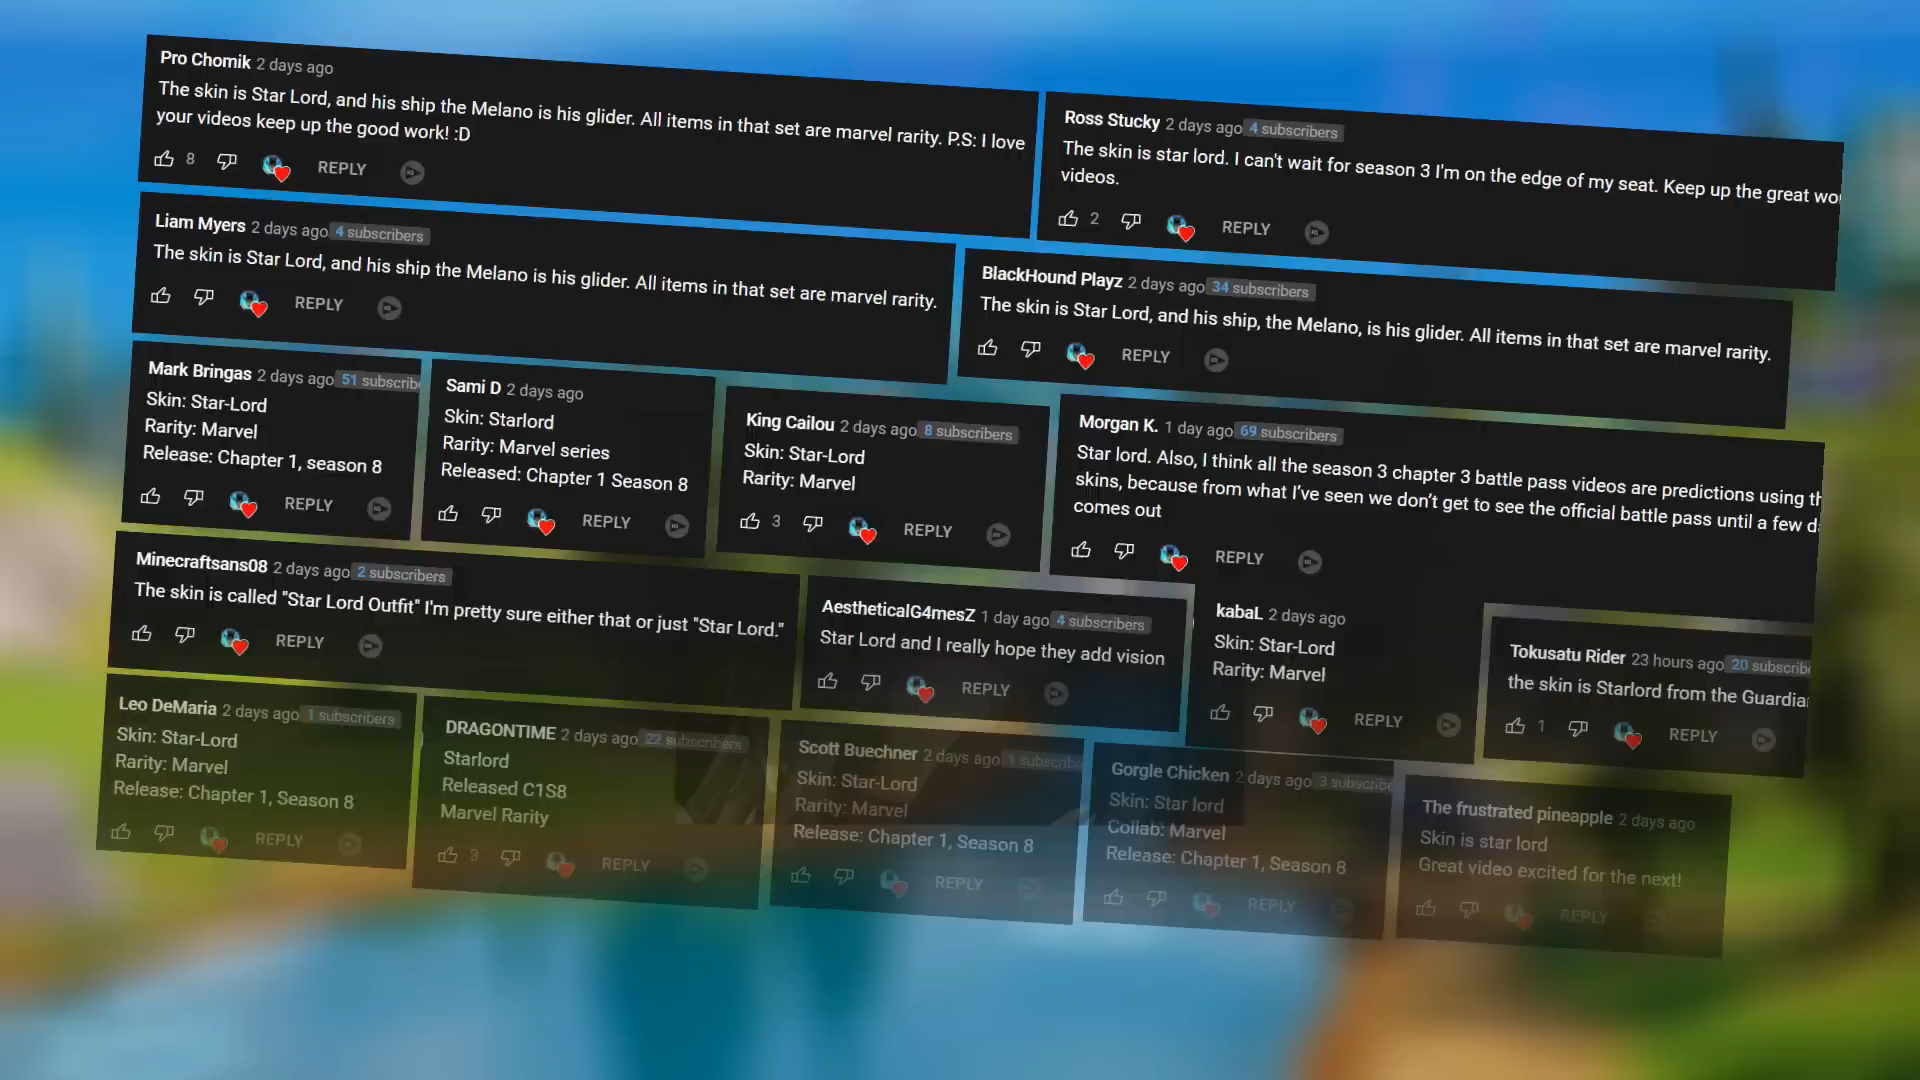 Pro Chomik 2 days ago
The skin is Star Lord, and his ship the Melano is his glider. All items in that set are marvel rarity. P.S: I love
your videos keep up the good work! :D
8 REPLY
Ross Stucky 2 days ago 4 subscribers
The skin is star lord. I can't wait for season 3 I'm on the edge of my seat. Keep up the great wo
videos.
2 REPLY
Liam Myers 2 days ago 4 subscribers
The skin is Star Lord, and his ship the Melano is his glider. All items in that set are marvel rarity.
REPLY
BlackHound Playz 2 days ago 34 subscribers
The skin is Star Lord, and his ship, the Melano, is his glider. All items in that set are marvel rarity.
REPLY
Mark Bringas 2 days ago 51 subscribe
Skin: Star-Lord
Rarity: Marvel
Release: Chapter 1, season 8
REPLY
Sami D 2 days ago
Skin: Starlord
Rarity: Marvel series
Released: Chapter 1 Season 8
REPLY
King Cailou 2 days ago 8 subscribers
Skin: Star-Lord
Rarity: Marvel
3 REPLY
Morgan K. 1 day ago 69 subscribers
Star lord. Also, I think all the season 3 chapter 3 battle pass videos are predictions using th
skins, because from what I've seen we don't get to see the official battle pass until a few d
comes out
REPLY
Minecraftsans08 2 days ago 2 subscribers
The skin is called "Star Lord Outfit" I'm pretty sure either that or just "Star Lord."
REPLY
AestheticalG4mesZ 1 day ago 4 subscribers
Star Lord and I really hope they add vision
REPLY
kabaL 2 days ago
Skin: Star-Lord
Rarity: Marvel
REPLY
Tokusatu Rider 23 hours ago 20 subscribe
the skin is Starlord from the Guardia
1 REPLY
Leo DeMaria 2 days ago 1 subscribers
Skin: Star-Lord
Rarity: Marvel
Release: Chapter 1, Season 8
REPLY
DRAGONTIME 2 days ago 22 subscribers
Starlord
Released C1S8
Marvel Rarity
3 REPLY
Scott Buechner 2 days ago 1 subscribe
Skin: Star-Lord
Rarity: Marvel
Release: Chapter 1, Season 8
REPLY
Gorgle Chicken 2 days ago 3 subscribe
Skin: Star lord
Collab: Marvel
Release: Chapter 1, Season 8
REPLY
The frustrated pineapple 2 days ago
Skin is star lord
Great video excited for the next!
REPLY